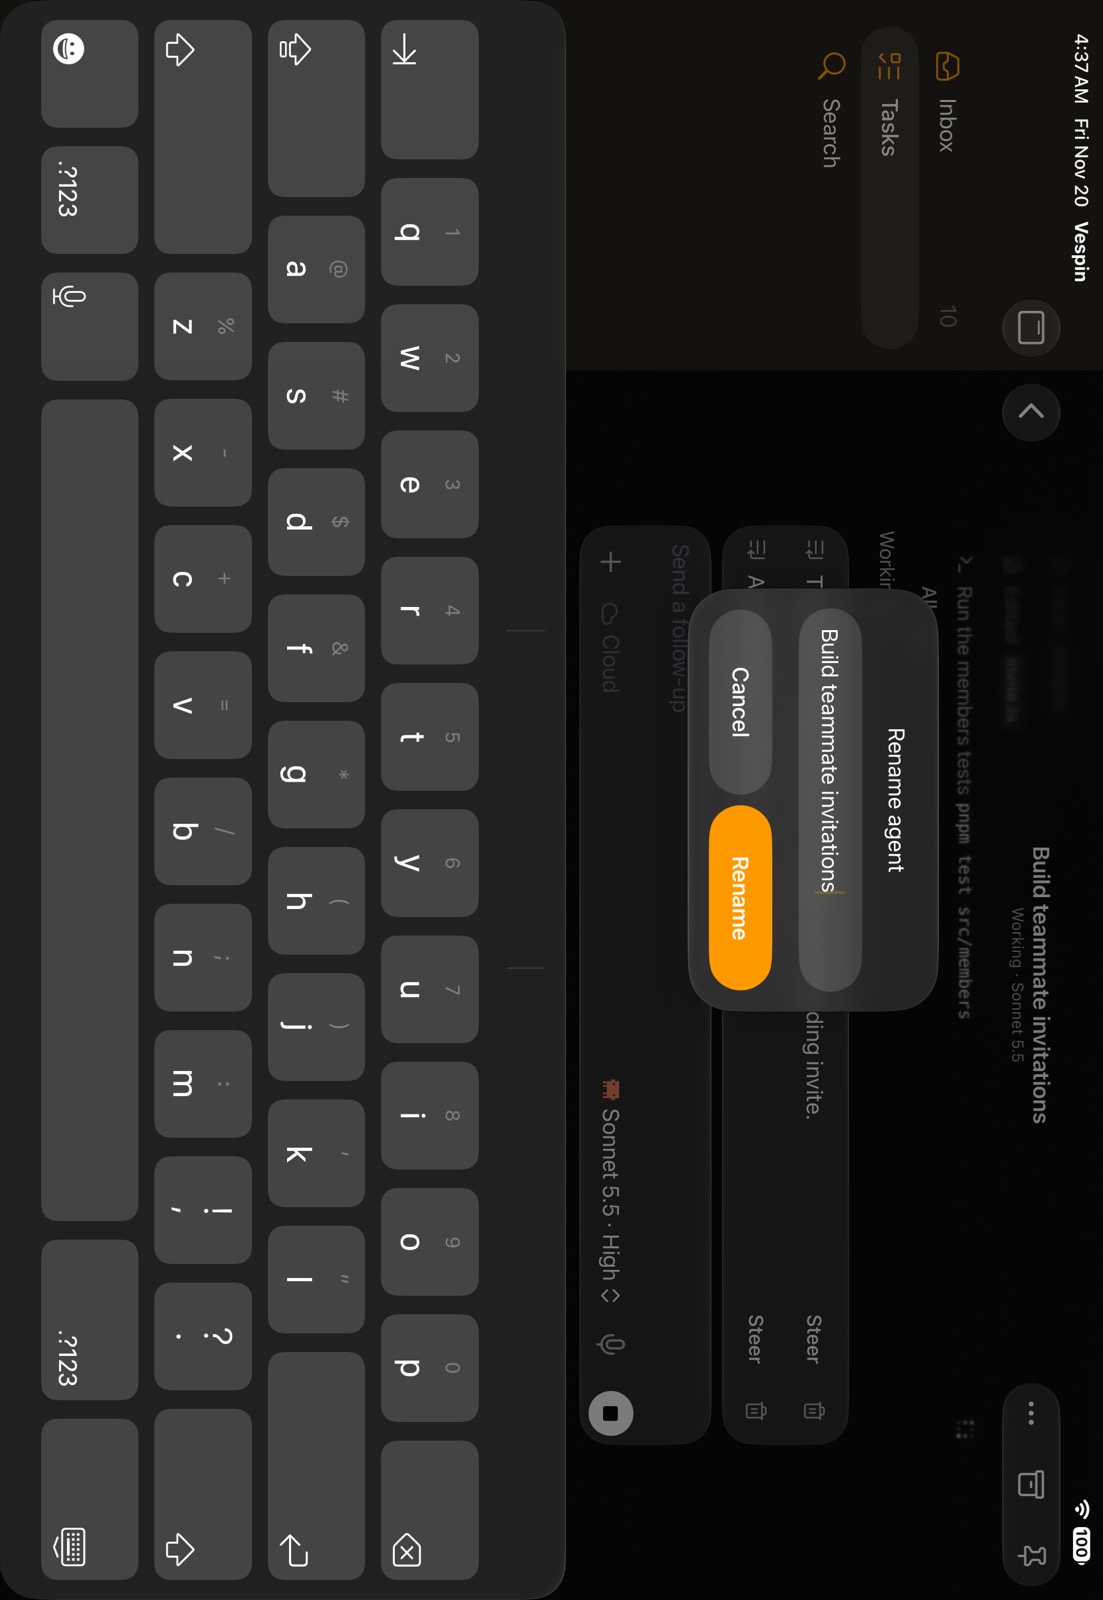 4:37 AM Fri Nov 20 Vespin
100
Inbox 10
Tasks
Search
Build teammate invitations
Working · Sonnet 5.5
Edited invite.ts
Run the members tests pnpm test src/members
Rename agent
Build teammate invitations
Cancel
Rename
ding invite.
Steer
Steer
Send a follow-up
Cloud
Sonnet 5.5 · High
1 2 3 4 5 6 7 8 9 0
q w e r t y u i o p
@ # $ & * ( ) ' "
a s d f g h j k l
% - + = / ; : ! ?
z x c v b n m , .
.?123
.?123